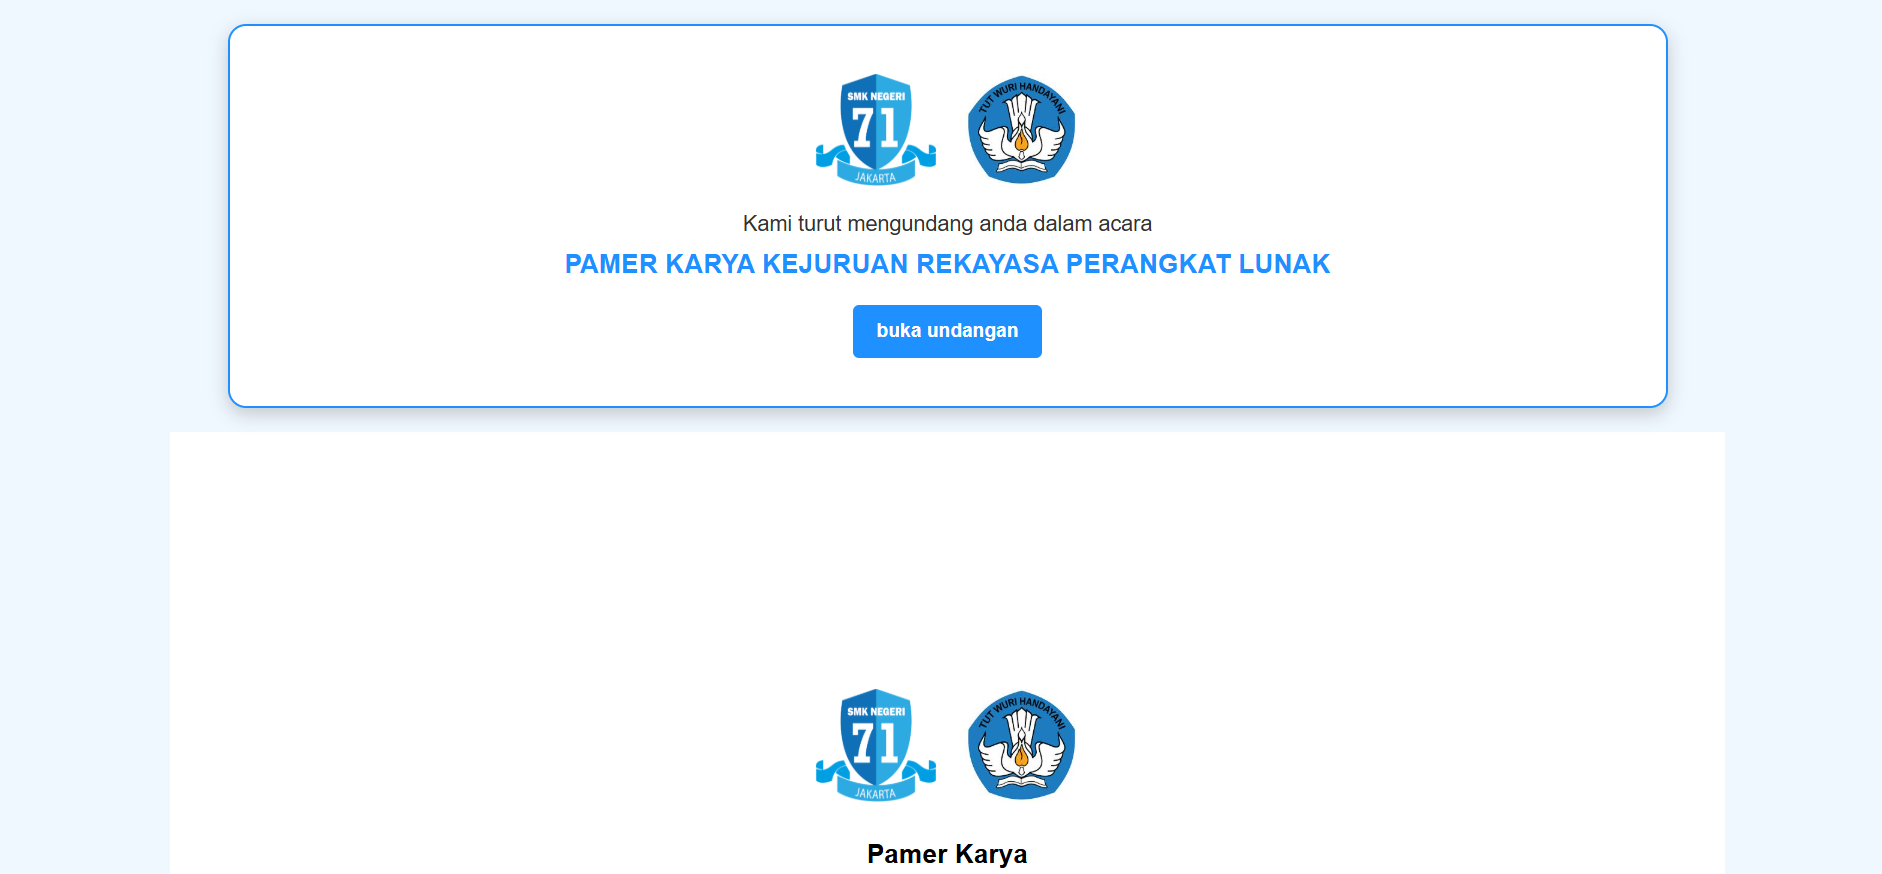 SMK NEGERI
71
JAKARTA
TUT WURI HANDAYANI
Kami turut mengundang anda dalam acara
PAMER KARYA KEJURUAN REKAYASA PERANGKAT LUNAK
buka undangan
SMK NEGERI
71
JAKARTA
TUT WURI HANDAYANI
Pamer Karya